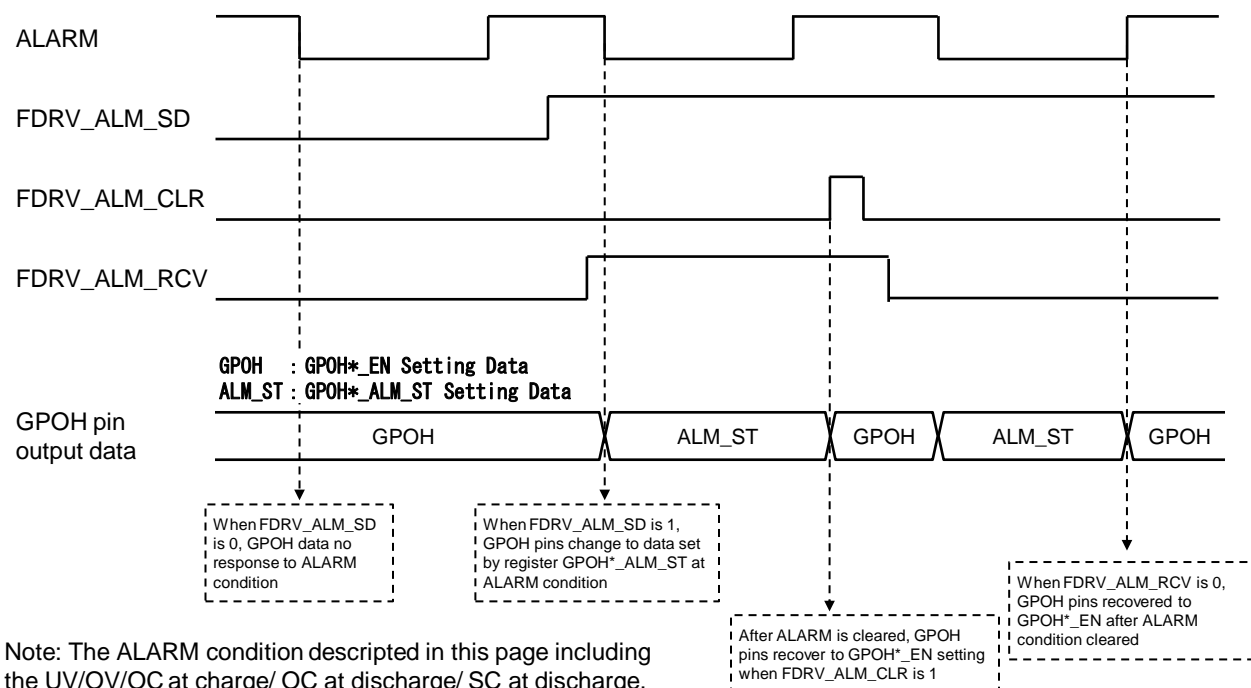 ALARM
FDRV_ALM_SD
FDRV_ALM_CLR
FDRV_ALM_RCV
GPOH : GPOH*_EN Setting Data
ALM_ST : GPOH*_ALM_ST Setting Data
GPOH pin
output data
GPOH
ALM_ST
GPOH
ALM_ST
GPOH
When FDRV_ALM_SD
is 0, GPOH data no
response to ALARM
condition
When FDRV_ALM_SD is 1,
GPOH pins change to data set
by register GPOH*_ALM_ST at
ALARM condition
After ALARM is cleared, GPOH
pins recover to GPOH*_EN setting
when FDRV_ALM_CLR is 1
When FDRV_ALM_RCV is 0,
GPOH pins recovered to
GPOH*_EN after ALARM
condition cleared
Note: The ALARM condition descripted in this page including
the UV/OV/OC at charge/ OC at discharge/ SC at discharge.